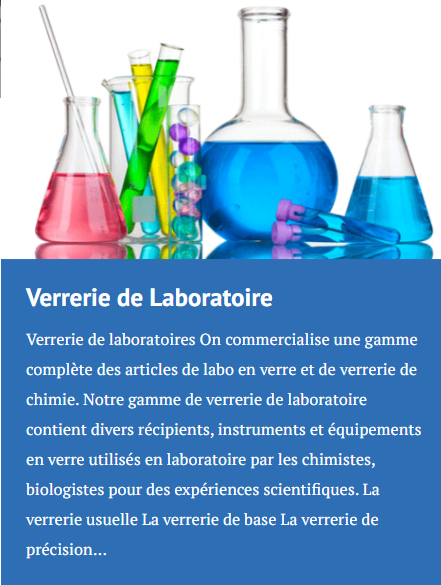 Verrerie de Laboratoire
Verrerie de laboratoires On commercialise une gamme
complète des articles de labo en verre et de verrerie de
chimie. Notre gamme de verrerie de laboratoire
contient divers récipients, instruments et équipements
en verre utilisés en laboratoire par les chimistes,
biologistes pour des expériences scientifiques. La
verrerie usuelle La verrerie de base La verrerie de
précision...